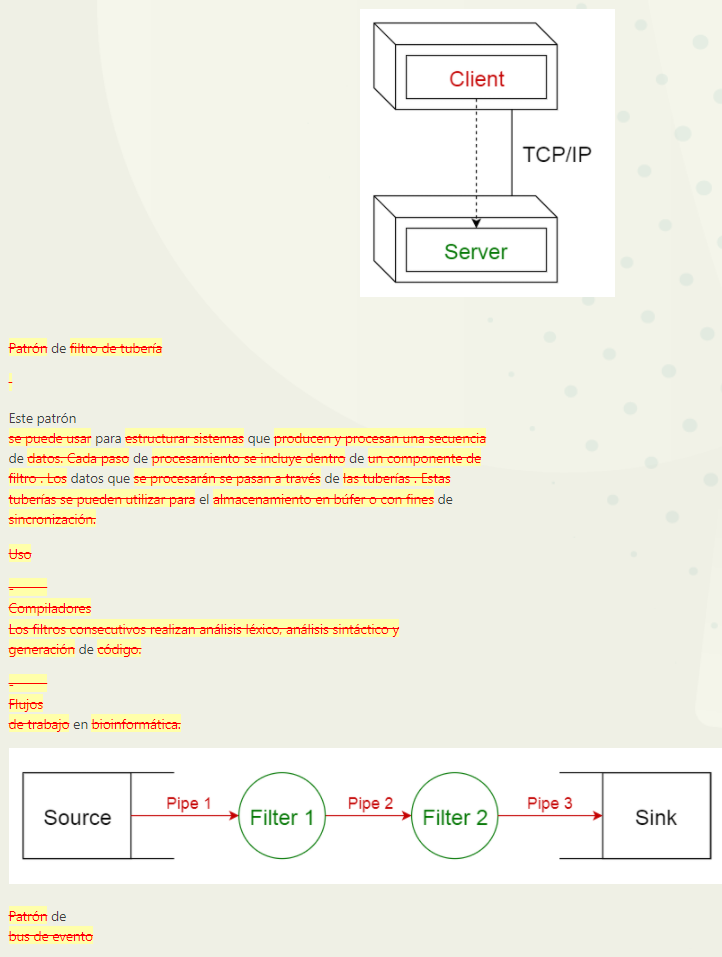 Client
TCP/IP
Server
Patrón de filtro de tubería
-
Este patrón
se puede usar para estructurar sistemas que producen y procesan una secuencia
de datos. Cada paso de procesamiento se incluye dentro de un componente de
filtro . Los datos que se procesarán se pasan a través de las tuberías . Estas
tuberías se pueden utilizar para el almacenamiento en búfer o con fines de
sincronización.
Uso
-
Compiladores
Los filtros consecutivos realizan análisis léxico, análisis sintáctico y
generación de código.
-
Flujos
de trabajo en bioinformática.
Source Pipe 1 Filter 1 Pipe 2 Filter 2 Pipe 3 Sink
Patrón de
bus de evento